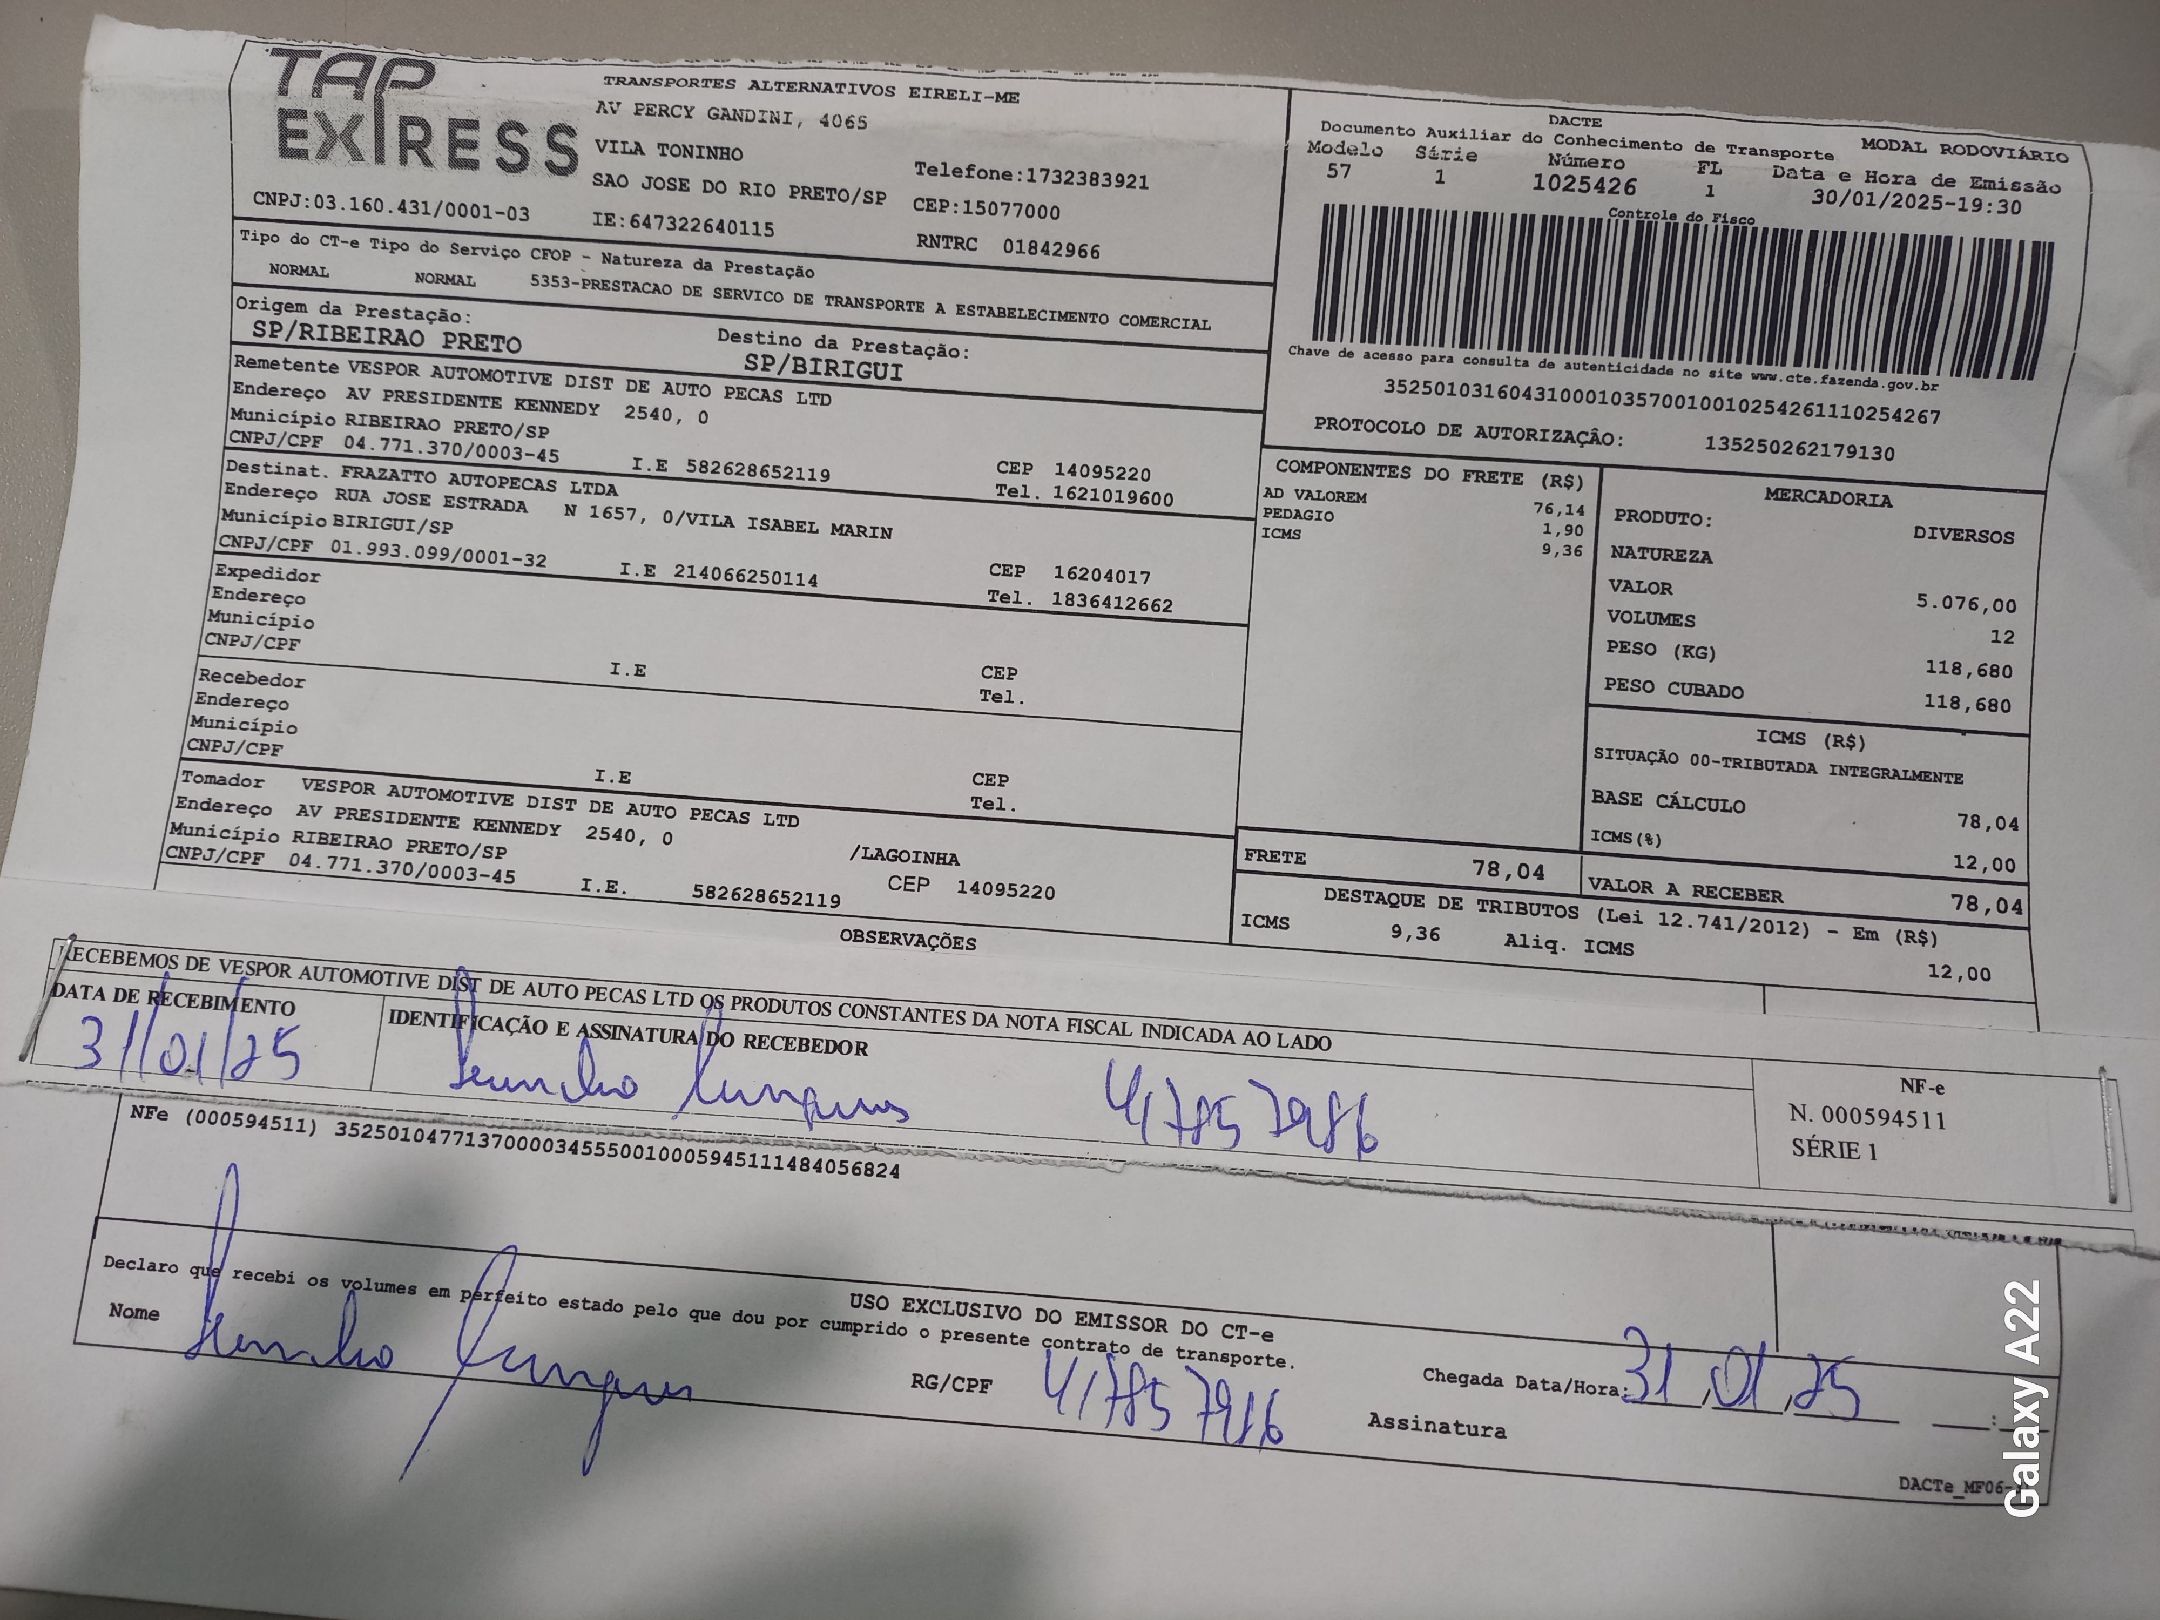 TAP EXPRESS
TRANSPORTES ALTERNATIVOS EIRELI-ME
AV PERCY GANDINI, 4065
VILA TONINHO
SAO JOSE DO RIO PRETO/SP
Telefone:1732383921
CEP:15077000
CNPJ:03.160.431/0001-03
IE:647322640115
RNTRC 01842966
DACTE
MODAL RODOVIÁRIO
Documento Auxiliar do Conhecimento de Transporte
Modelo Série Número FL Data e Hora de Emissão
57 1 1025426 1 30/01/2025-19:30
Controle do Fisco
Chave de acesso para consulta de autenticidade no site www.cte.fazenda.gov.br
35250103160431000103570010010254261110254267
PROTOCOLO DE AUTORIZAÇÃO: 135250262179130
Tipo do CT-e Tipo do Serviço CFOP - Natureza da Prestação
NORMAL NORMAL 5353-PRESTACAO DE SERVICO DE TRANSPORTE A ESTABELECIMENTO COMERCIAL
Origem da Prestação: Destino da Prestação:
SP/RIBEIRAO PRETO SP/BIRIGUI
Remetente VESPOR AUTOMOTIVE DIST DE AUTO PECAS LTD
Endereço AV PRESIDENTE KENNEDY 2540, 0
Município RIBEIRAO PRETO/SP CEP 14095220
CNPJ/CPF 04.771.370/0003-45 I.E 582628652119 Tel. 1621019600
Destinat. FRAZATTO AUTOPECAS LTDA
Endereço RUA JOSE ESTRADA N 1657, 0/VILA ISABEL MARIN
Município BIRIGUI/SP CEP 16204017
CNPJ/CPF 01.993.099/0001-32 I.E 214066250114 Tel. 1836412662
Expedidor
Endereço
Município CEP
CNPJ/CPF I.E Tel.
Recebedor
Endereço
Município CEP
CNPJ/CPF I.E Tel.
Tomador VESPOR AUTOMOTIVE DIST DE AUTO PECAS LTD
Endereço AV PRESIDENTE KENNEDY 2540, 0 /LAGOINHA
Município RIBEIRAO PRETO/SP CEP 14095220
CNPJ/CPF 04.771.370/0003-45 I.E. 582628652119
COMPONENTES DO FRETE (R$)
AD VALOREM 76,14
PEDAGIO 1,90
ICMS 9,36
MERCADORIA
PRODUTO: DIVERSOS
NATUREZA
VALOR 5.076,00
VOLUMES 12
PESO (KG) 118,680
PESO CUBADO 118,680
ICMS (R$)
SITUAÇÃO 00-TRIBUTADA INTEGRALMENTE
BASE CÁLCULO 78,04
ICMS(%) 12,00
FRETE 78,04
VALOR A RECEBER 78,04
DESTAQUE DE TRIBUTOS (Lei 12.741/2012) - Em (R$)
ICMS 9,36 Aliq. ICMS 12,00
OBSERVAÇÕES
RECEBEMOS DE VESPOR AUTOMOTIVE DIST DE AUTO PECAS LTD OS PRODUTOS CONSTANTES DA NOTA FISCAL INDICADA AO LADO
DATA DE RECEBIMENTO IDENTIFICAÇÃO E ASSINATURA DO RECEBEDOR
31/01/25
NF-e
N. 000594511
SÉRIE 1
NFe (000594511) 35250104771370000345550010005945111484056824
USO EXCLUSIVO DO EMISSOR DO CT-e
Declaro que recebi os volumes em perfeito estado pelo que dou por cumprido o presente contrato de transporte.
Nome RG/CPF Chegada Data/Hora: 31,01,25
Assinatura
Galaxy A22